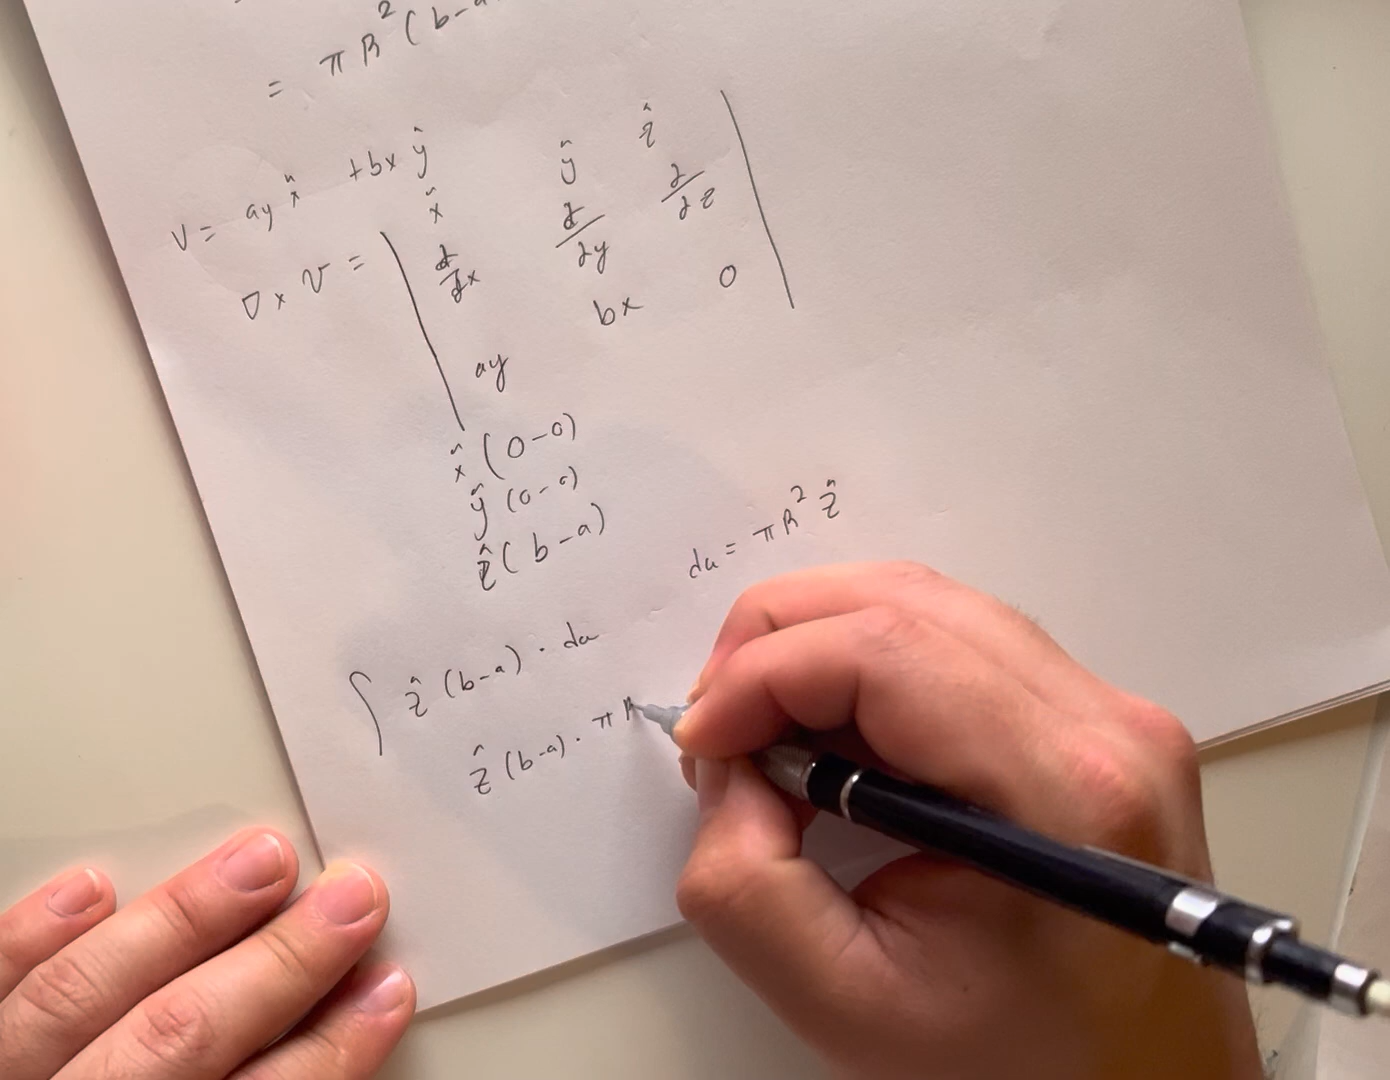 = π R² ( b - a
V = ay x̂ + bx ŷ
x̂ ŷ ẑ
∇ × v = | ∂/∂x ∂/∂y ∂/∂z |
ay bx 0
x̂ ( 0 - 0 )
ŷ ( 0 - 0 )
ẑ ( b - a )
da = π R² ẑ
∫ ẑ ( b - a ) · da
ẑ ( b - a ) · π R